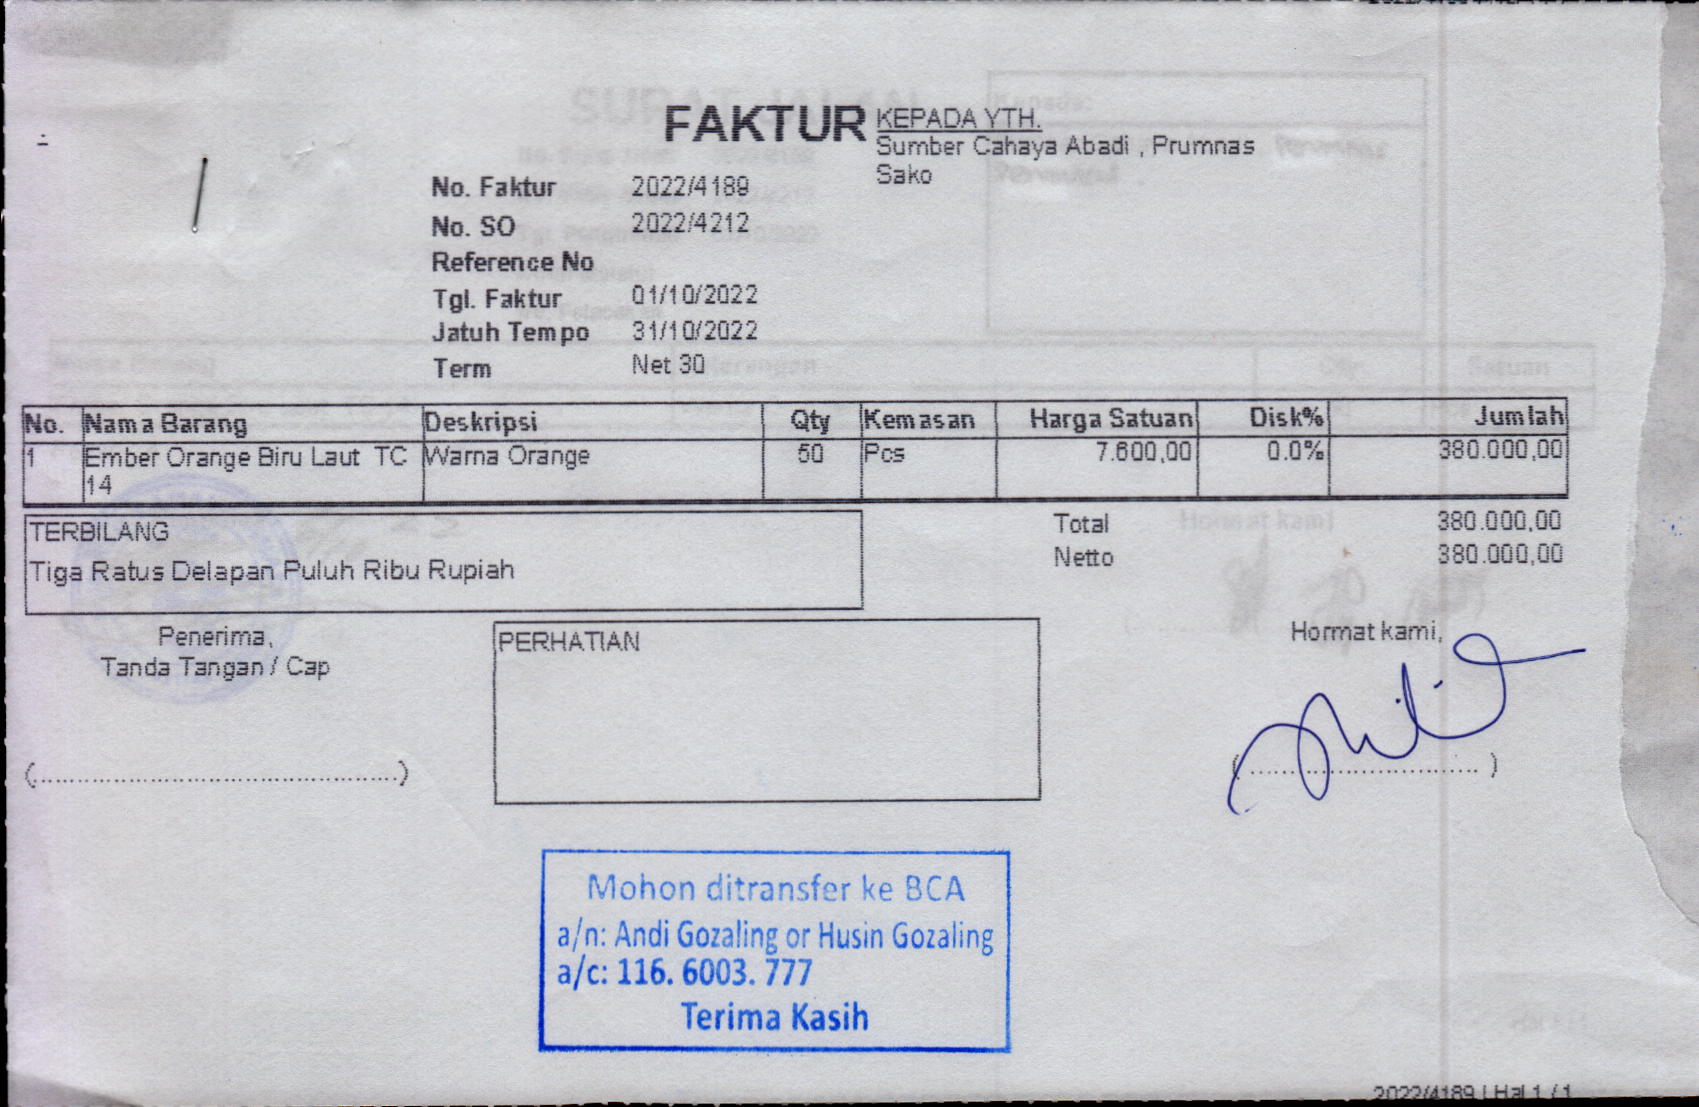 FAKTUR
KEPADA YTH.
Sumber Cahaya Abadi , Prumnas
Sako
No. Faktur 2022/4189
No. SO 2022/4212
Reference No
Tgl. Faktur 01/10/2022
Jatuh Tempo 31/10/2022
Term Net 30
No. Nama Barang Deskripsi Qty Kemasan Harga Satuan Disk% Jumlah
1 Ember Orange Biru Laut TC Warna Orange 50 Pcs 7.600,00 0.0% 380.000,00
14
TERBILANG
Tiga Ratus Delapan Puluh Ribu Rupiah
Total 380.000,00
Netto 380.000,00
Penerima,
Tanda Tangan / Cap
(................................................)
PERHATIAN
Hormat kami,
(.............................. )
Mohon ditransfer ke BCA
a/n: Andi Gozaling or Husin Gozaling
a/c: 116. 6003. 777
Terima Kasih
2022/4189 | Hal 1 / 1